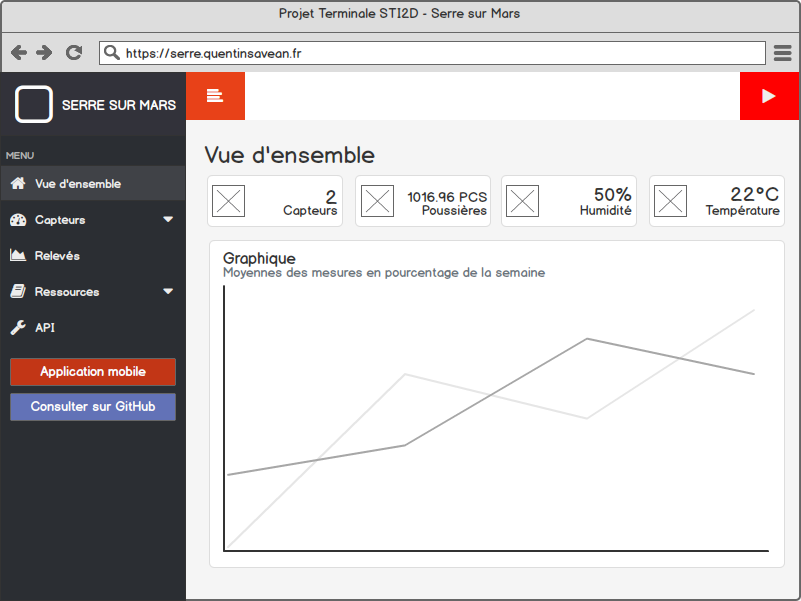 Projet Terminale STI2D - Serre sur Mars
https://serre.quentinsavean.fr
SERRE SUR MARS
MENU
Vue d'ensemble
Capteurs
Relevés
Ressources
API
Application mobile
Consulter sur GitHub
Vue d'ensemble
2
Capteurs
1016.96 PCS
Poussières
50%
Humidité
22°C
Température
Graphique
Moyennes des mesures en pourcentage de la semaine